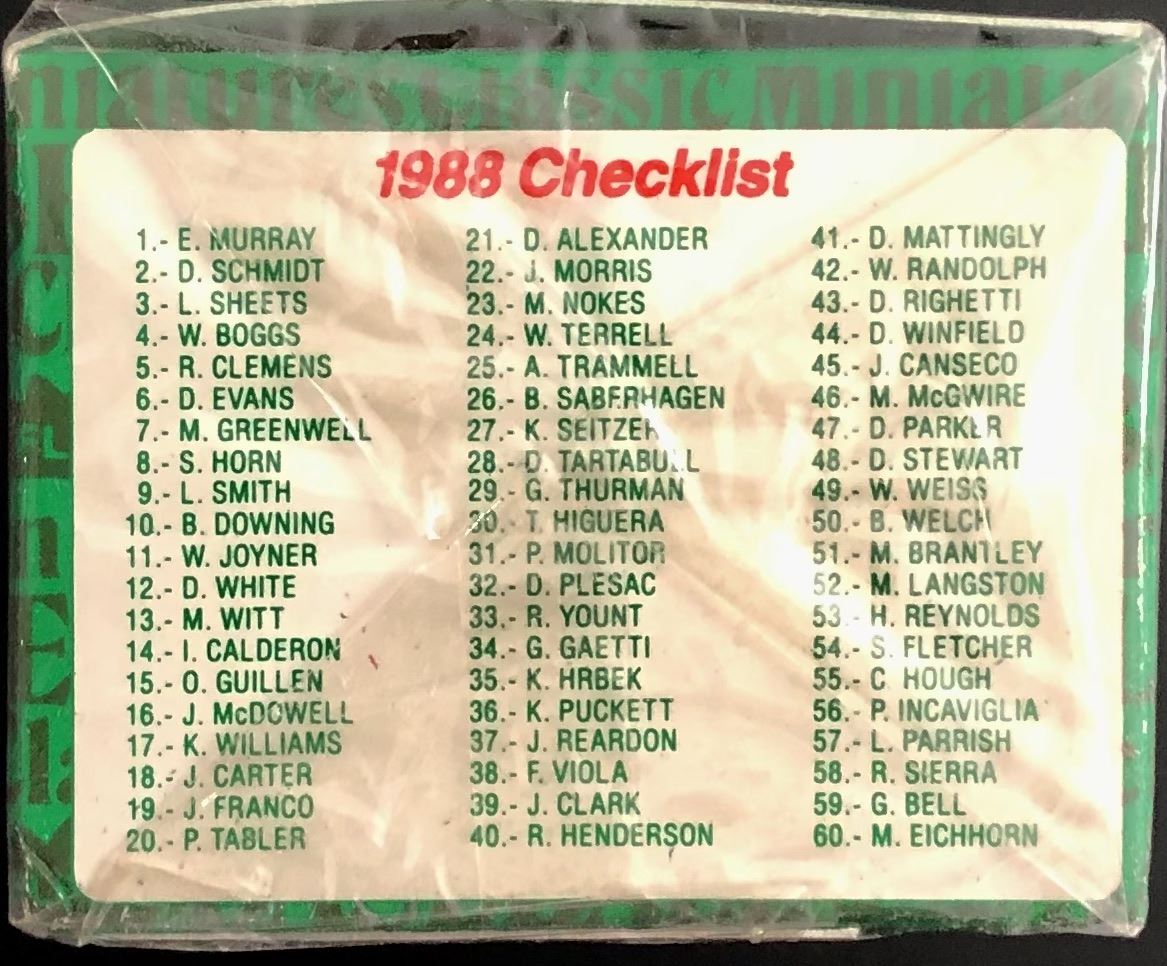 niatures Classic Miniatu
1988 Checklist
1.- E. MURRAY
2.- D. SCHMIDT
3.- L. SHEETS
4.- W. BOGGS
5.- R. CLEMENS
6.- D. EVANS
7.- M. GREENWELL
8.- S. HORN
9.- L. SMITH
10.- B. DOWNING
11.- W. JOYNER
12.- D. WHITE
13.- M. WITT
14.- I. CALDERON
15.- O. GUILLEN
16.- J. McDOWELL
17.- K. WILLIAMS
18.- J. CARTER
19.- J. FRANCO
20.- P. TABLER
21.- D. ALEXANDER
22.- J. MORRIS
23.- M. NOKES
24.- W. TERRELL
25.- A. TRAMMELL
26.- B. SABERHAGEN
27.- K. SEITZER
28.- D. TARTABULL
29.- G. THURMAN
30.- T. HIGUERA
31.- P. MOLITOR
32.- D. PLESAC
33.- R. YOUNT
34.- G. GAETTI
35.- K. HRBEK
36.- K. PUCKETT
37.- J. REARDON
38.- F. VIOLA
39.- J. CLARK
40.- R. HENDERSON
41.- D. MATTINGLY
42.- W. RANDOLPH
43.- D. RIGHETTI
44.- D. WINFIELD
45.- J. CANSECO
46.- M. McGWIRE
47.- D. PARKER
48.- D. STEWART
49.- W. WEISS
50.- B. WELCH
51.- M. BRANTLEY
52.- M. LANGSTON
53.- H. REYNOLDS
54.- S. FLETCHER
55.- C. HOUGH
56.- P. INCAVIGLIA
57.- L. PARRISH
58.- R. SIERRA
59.- G. BELL
60.- M. EICHHORN